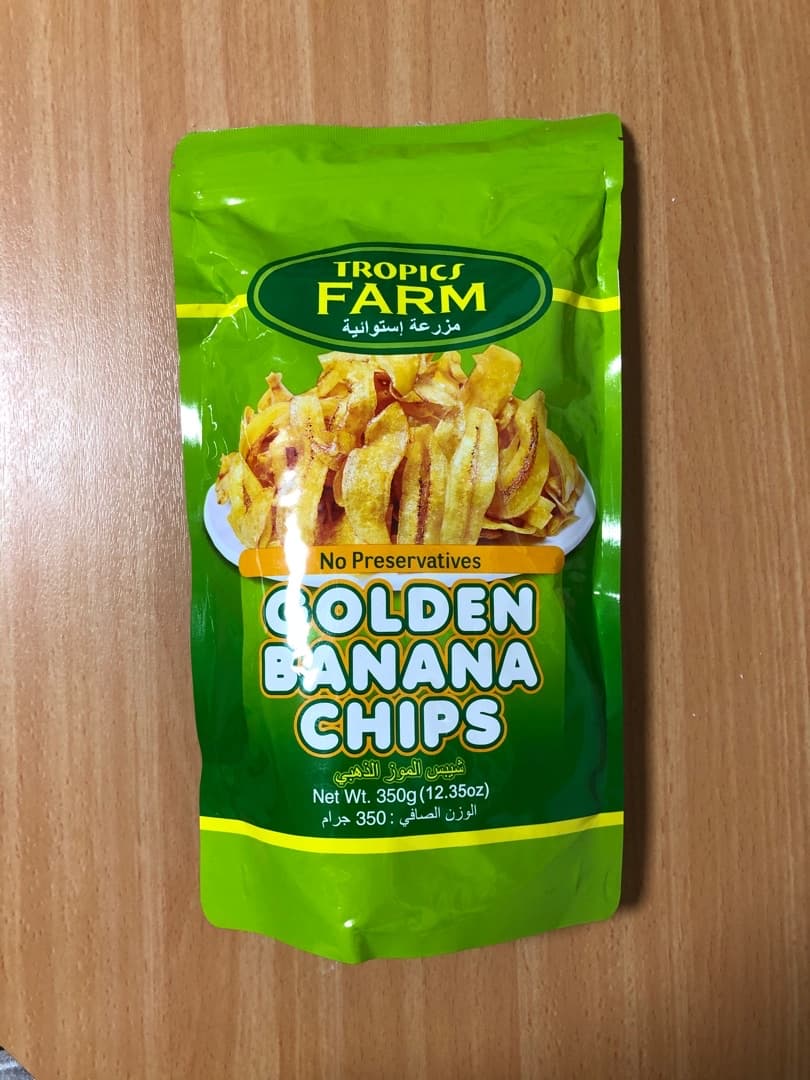 TROPICS
FARM
مزرعة إستوانية
No Preservatives
GOLDEN
BANANA
CHIPS
شيبس الموز الذهبي
Net Wt. 350g (12.35oz)
الوزن الصافي : 350 جرام